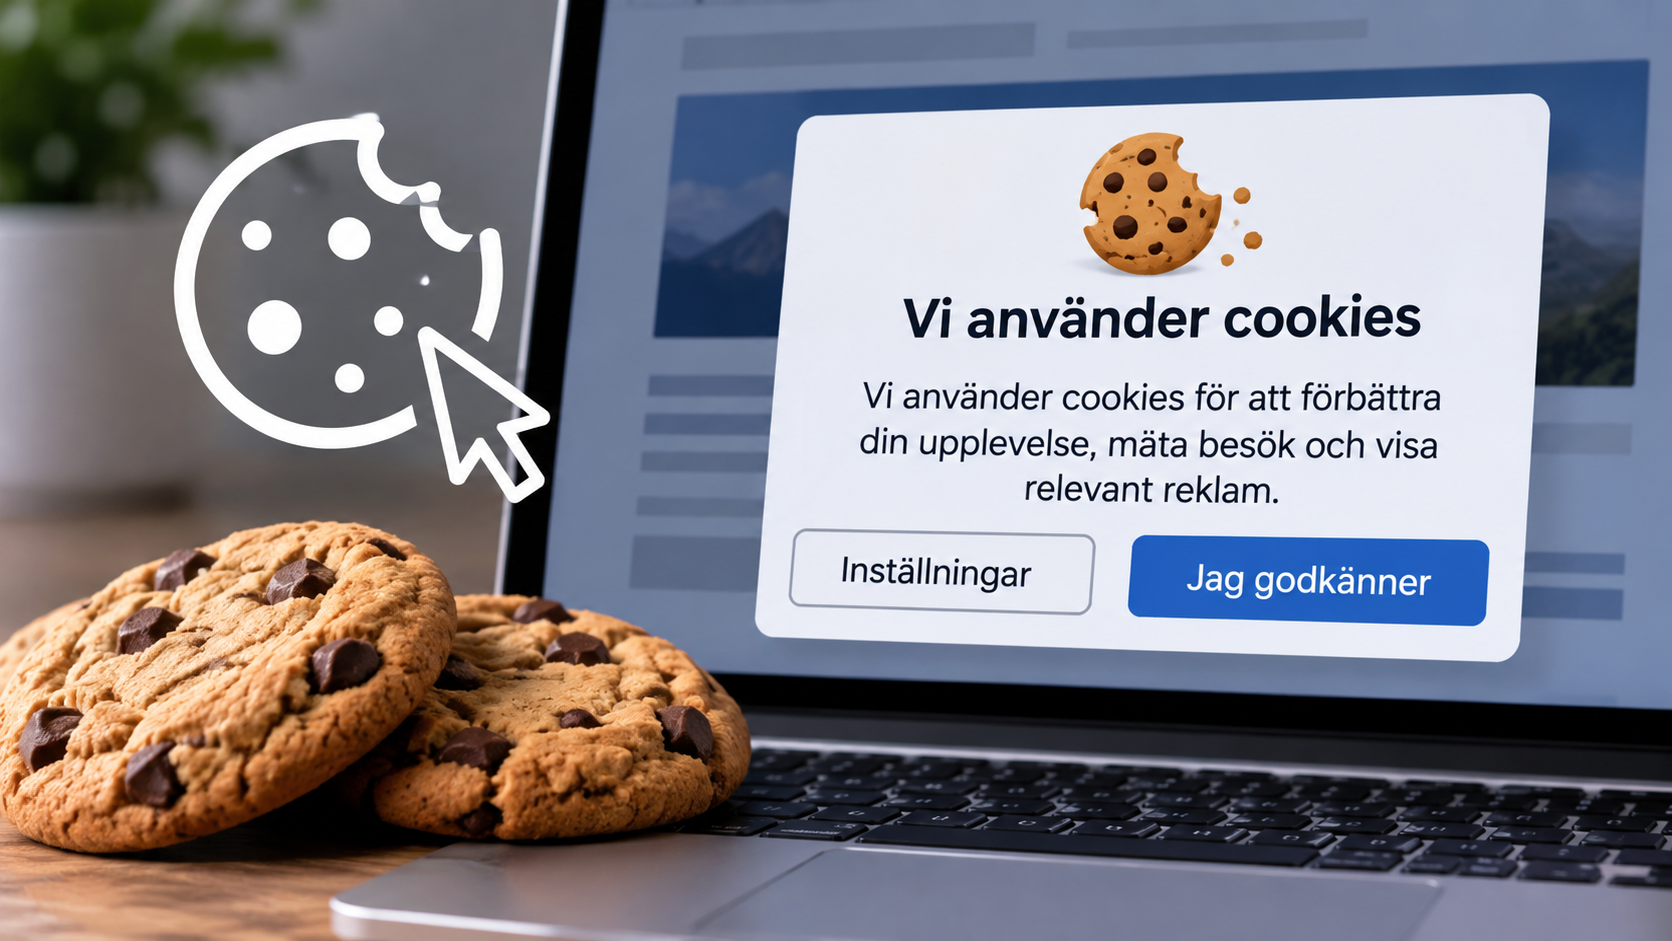 Vi använder cookies
Vi använder cookies för att förbättra
din upplevelse, mäta besök och visa
relevant reklam.
Inställningar
Jag godkänner